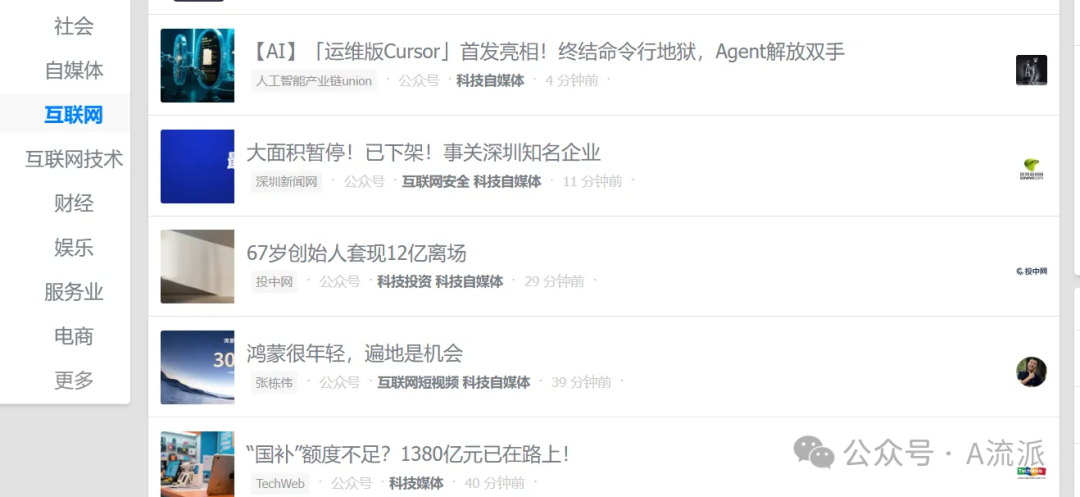 社会
自媒体
互联网
互联网技术
财经
娱乐
服务业
电商
更多
【AI】「运维版Cursor」首发亮相！终结命令行地狱，Agent解放双手
人工智能产业链union · 公众号 · 科技自媒体 · 4 分钟前 ·
大面积暂停！已下架！事关深圳知名企业
深圳新闻网 · 公众号 · 互联网安全 科技自媒体 · 11 分钟前 ·
67岁创始人套现12亿离场
投中网 · 公众号 · 科技投资 科技自媒体 · 29 分钟前 ·
投中网
鸿蒙很年轻，遍地是机会
张栋伟 · 公众号 · 互联网短视频 科技自媒体 · 39 分钟前 ·
30
“国补”额度不足？1380亿元已在路上！
TechWeb · 公众号 · 科技媒体 · 40 分钟前 ·
公众号 · A流派
TechWeb